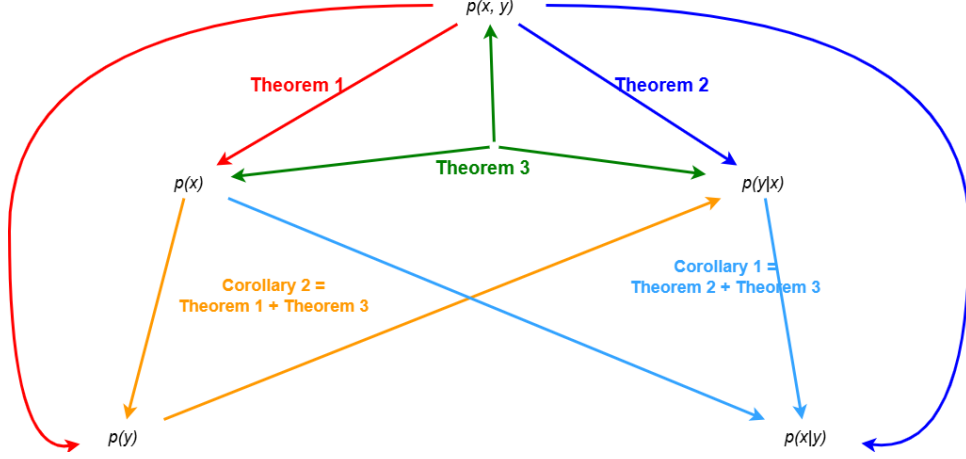 p(x, y)
Theorem 1
Theorem 2
Theorem 3
p(x)
p(y|x)
Corollary 2 =
Theorem 1 + Theorem 3
Corollary 1 =
Theorem 2 + Theorem 3
p(y)
p(x|y)